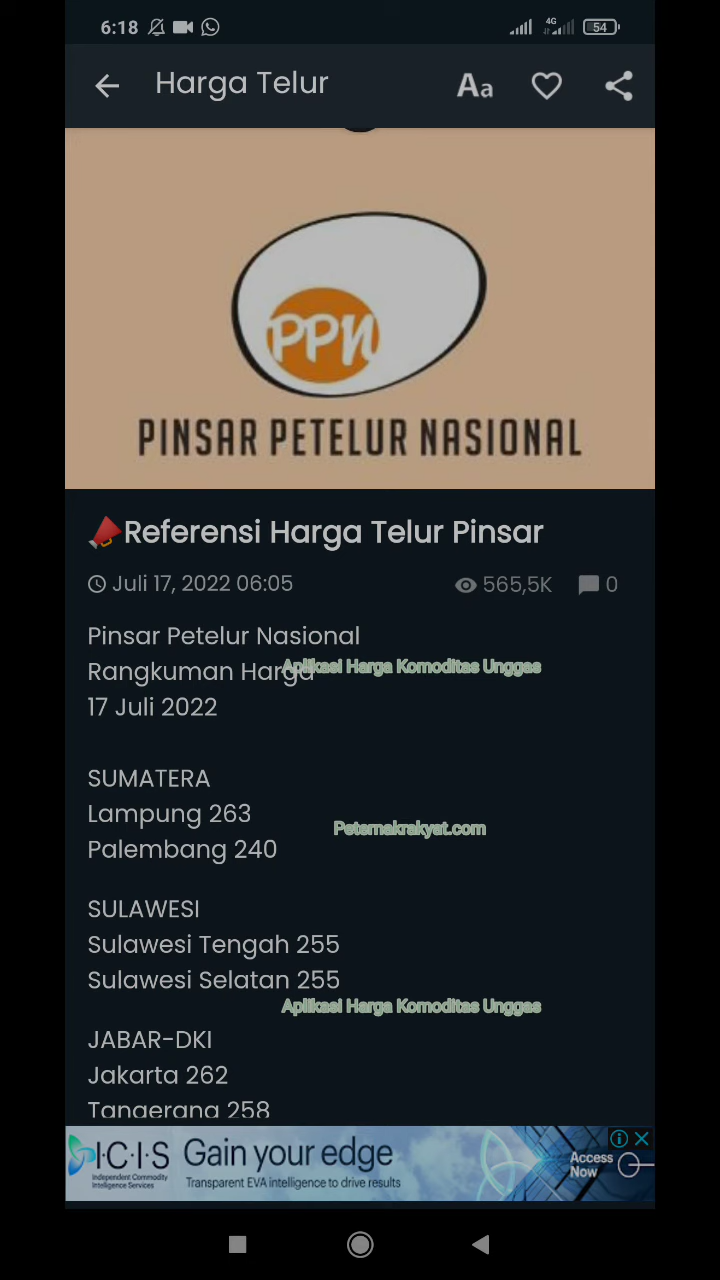 6:18
4G
54
Harga Telur
Aa
PPN
PINSAR PETELUR NASIONAL
Referensi Harga Telur Pinsar
Juli 17, 2022 06:05
565,5K
0
Pinsar Petelur Nasional
Rangkuman Harga
Aplikasi Harga Komoditas Unggas
17 Juli 2022
SUMATERA
Lampung 263
Peternakrakyat.com
Palembang 240
SULAWESI
Sulawesi Tengah 255
Sulawesi Selatan 255
Aplikasi Harga Komoditas Unggas
JABAR-DKI
Jakarta 262
Tangerang 258
I·C·I·S
Independent Commodity
Intelligence Services
Gain your edge
Transparent EVA intelligence to drive results
Access
Now